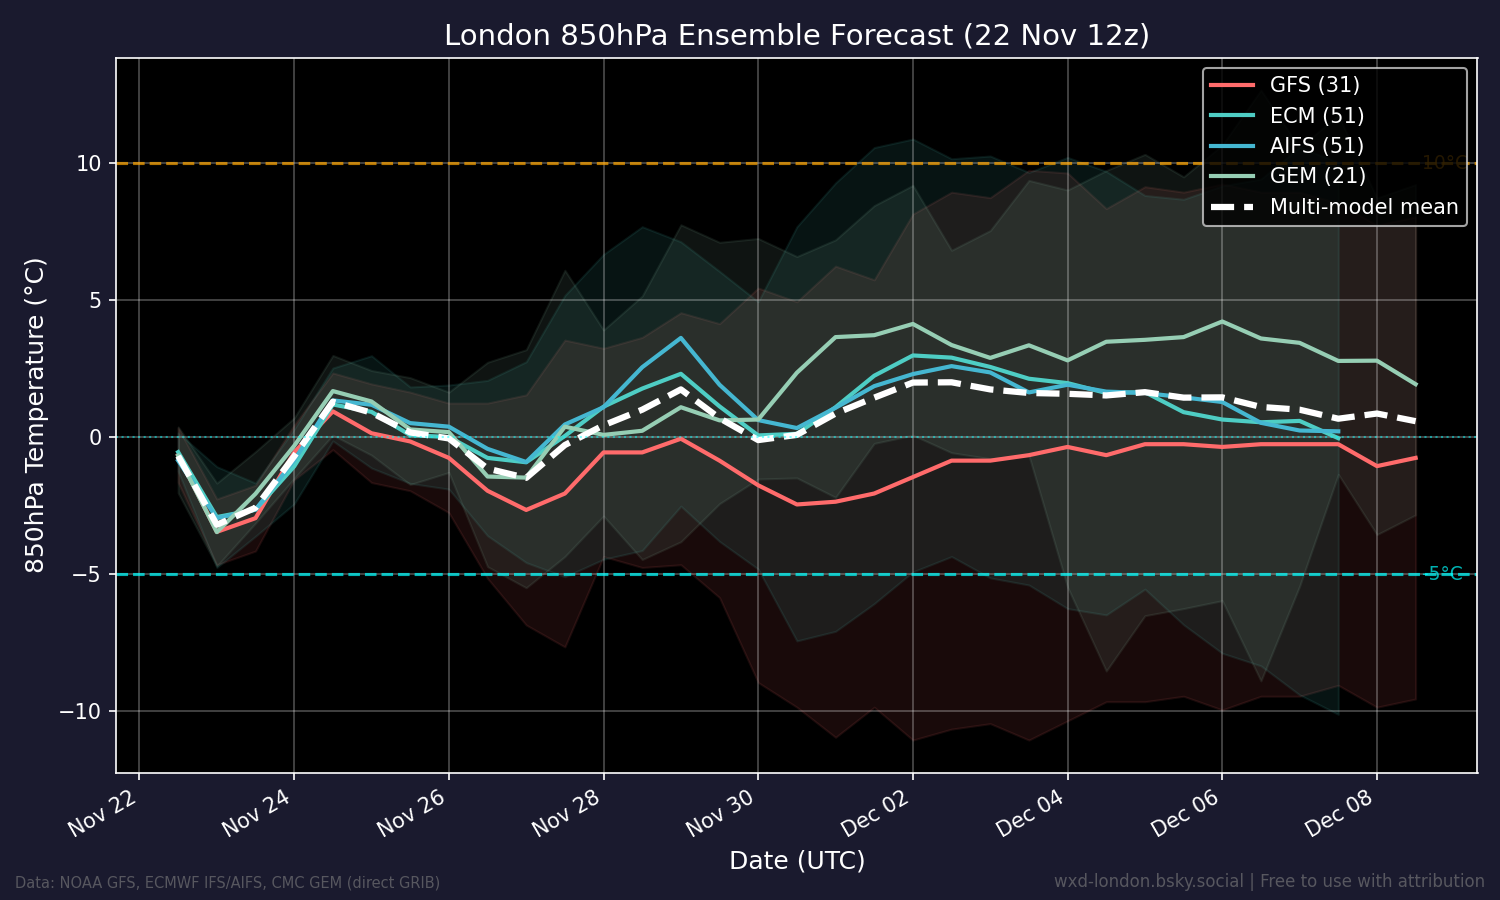 London 850hPa Ensemble Forecast (22 Nov 12z)
GFS (31)
ECM (51)
AIFS (51)
GEM (21)
Multi-model mean
10°C
-5°C
850hPa Temperature (°C)
10
5
0
−5
−10
Nov 22
Nov 24
Nov 26
Nov 28
Nov 30
Dec 02
Dec 04
Dec 06
Dec 08
Date (UTC)
Data: NOAA GFS, ECMWF IFS/AIFS, CMC GEM (direct GRIB)
wxd-london.bsky.social | Free to use with attribution